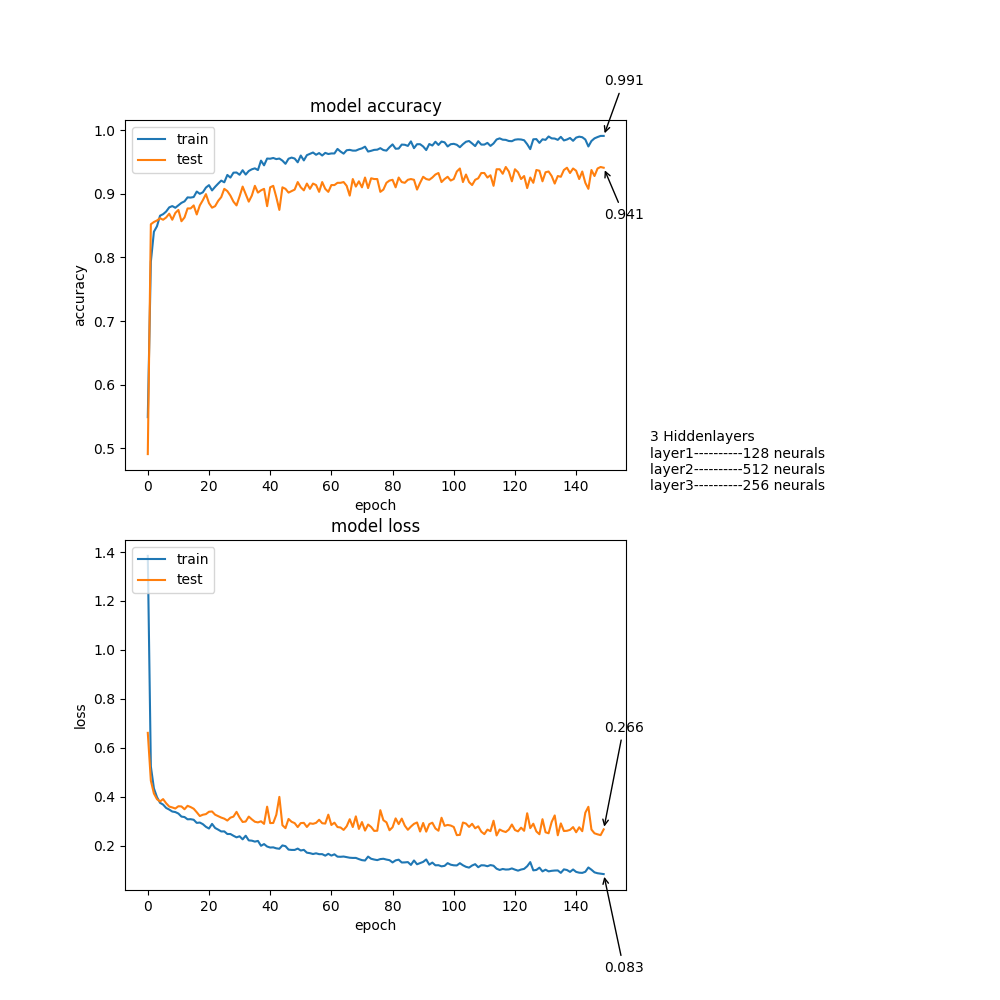 0.991
model accuracy
train
test
1.0
0.9
0.8
0.7
0.6
0.5
accuracy
0.941
0 20 40 60 80 100 120 140
epoch
3 Hiddenlayers
layer1----------128 neurals
layer2----------512 neurals
layer3----------256 neurals
model loss
train
test
1.4
1.2
1.0
0.8
0.6
0.4
0.2
loss
0.266
0 20 40 60 80 100 120 140
epoch
0.083